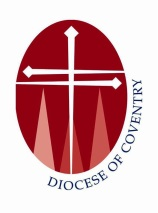 DIOCESE OF COVENTRY